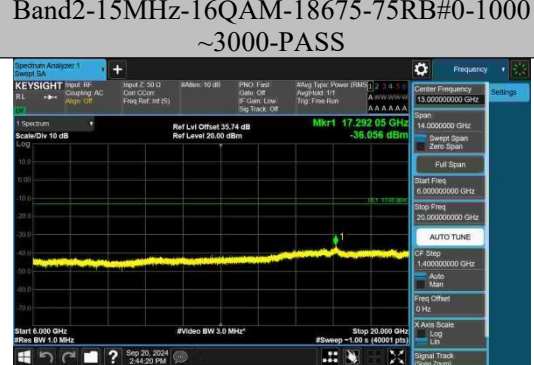 Band2-15MHz-16QAM-18675-75RB#0-1000
~3000-PASS
Spectrum Analyzer 1
Swept SA
+
Frequency
KEYSIGHT
RL
Input: RF
Coupling: AC
Align: Off
Input Z: 50 Ω
Corr CCorr
Freq Ref: Int (S)
#Atten: 10 dB
PNO: Fast
Gate: Off
IF Gain: Low
Sig Track: Off
#Avg Type: Power (RMS)
Avg|Hold: 1/1
Trig: Free Run
1 2 3 4 5 6
A W W W W W
A A A A A A
Center Frequency
13.000000000 GHz
Settings
Span
14.0000000 GHz
Swept Span
Zero Span
Full Span
Start Freq
6.000000000 GHz
Stop Freq
20.000000000 GHz
AUTO TUNE
CF Step
1.400000000 GHz
Auto
Man
Freq Offset
0 Hz
X Axis Scale
Log
Lin
Signal Track
(Span Zoom)
1 Spectrum
Scale/Div 10 dB
Log
Ref Lvl Offset 35.74 dB
Ref Level 20.00 dBm
Mkr1 17.292 05 GHz
-36.056 dBm
10.0
0.00
-10.0
-20.0
-30.0
-40.0
-50.0
-60.0
-70.0
1
Start 6.000 GHz
#Res BW 1.0 MHz
#Video BW 3.0 MHz*
Stop 20.000 GHz
#Sweep ~1.00 s (40001 pts)
?
Sep 20, 2024
2:44:20 PM